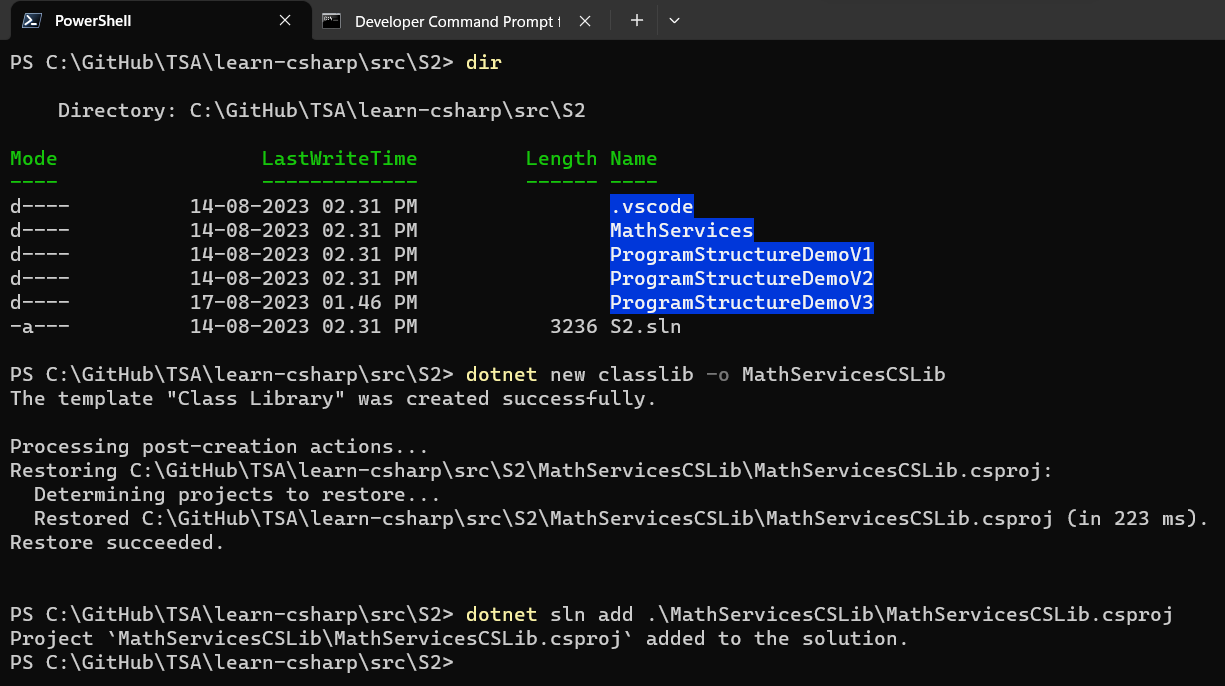 PowerShell
Developer Command Prompt f
PS C:\GitHub\TSA\learn-csharp\src\S2> dir
Directory: C:\GitHub\TSA\learn-csharp\src\S2
Mode LastWriteTime Length Name
---- ------------- ------ ----
d---- 14-08-2023 02.31 PM .vscode
d---- 14-08-2023 02.31 PM MathServices
d---- 14-08-2023 02.31 PM ProgramStructureDemoV1
d---- 14-08-2023 02.31 PM ProgramStructureDemoV2
d---- 17-08-2023 01.46 PM ProgramStructureDemoV3
-a--- 14-08-2023 02.31 PM 3236 S2.sln
PS C:\GitHub\TSA\learn-csharp\src\S2> dotnet new classlib -o MathServicesCSLib
The template "Class Library" was created successfully.
Processing post-creation actions...
Restoring C:\GitHub\TSA\learn-csharp\src\S2\MathServicesCSLib\MathServicesCSLib.csproj:
Determining projects to restore...
Restored C:\GitHub\TSA\learn-csharp\src\S2\MathServicesCSLib\MathServicesCSLib.csproj (in 223 ms).
Restore succeeded.
PS C:\GitHub\TSA\learn-csharp\src\S2> dotnet sln add .\MathServicesCSLib\MathServicesCSLib.csproj
Project `MathServicesCSLib\MathServicesCSLib.csproj` added to the solution.
PS C:\GitHub\TSA\learn-csharp\src\S2>